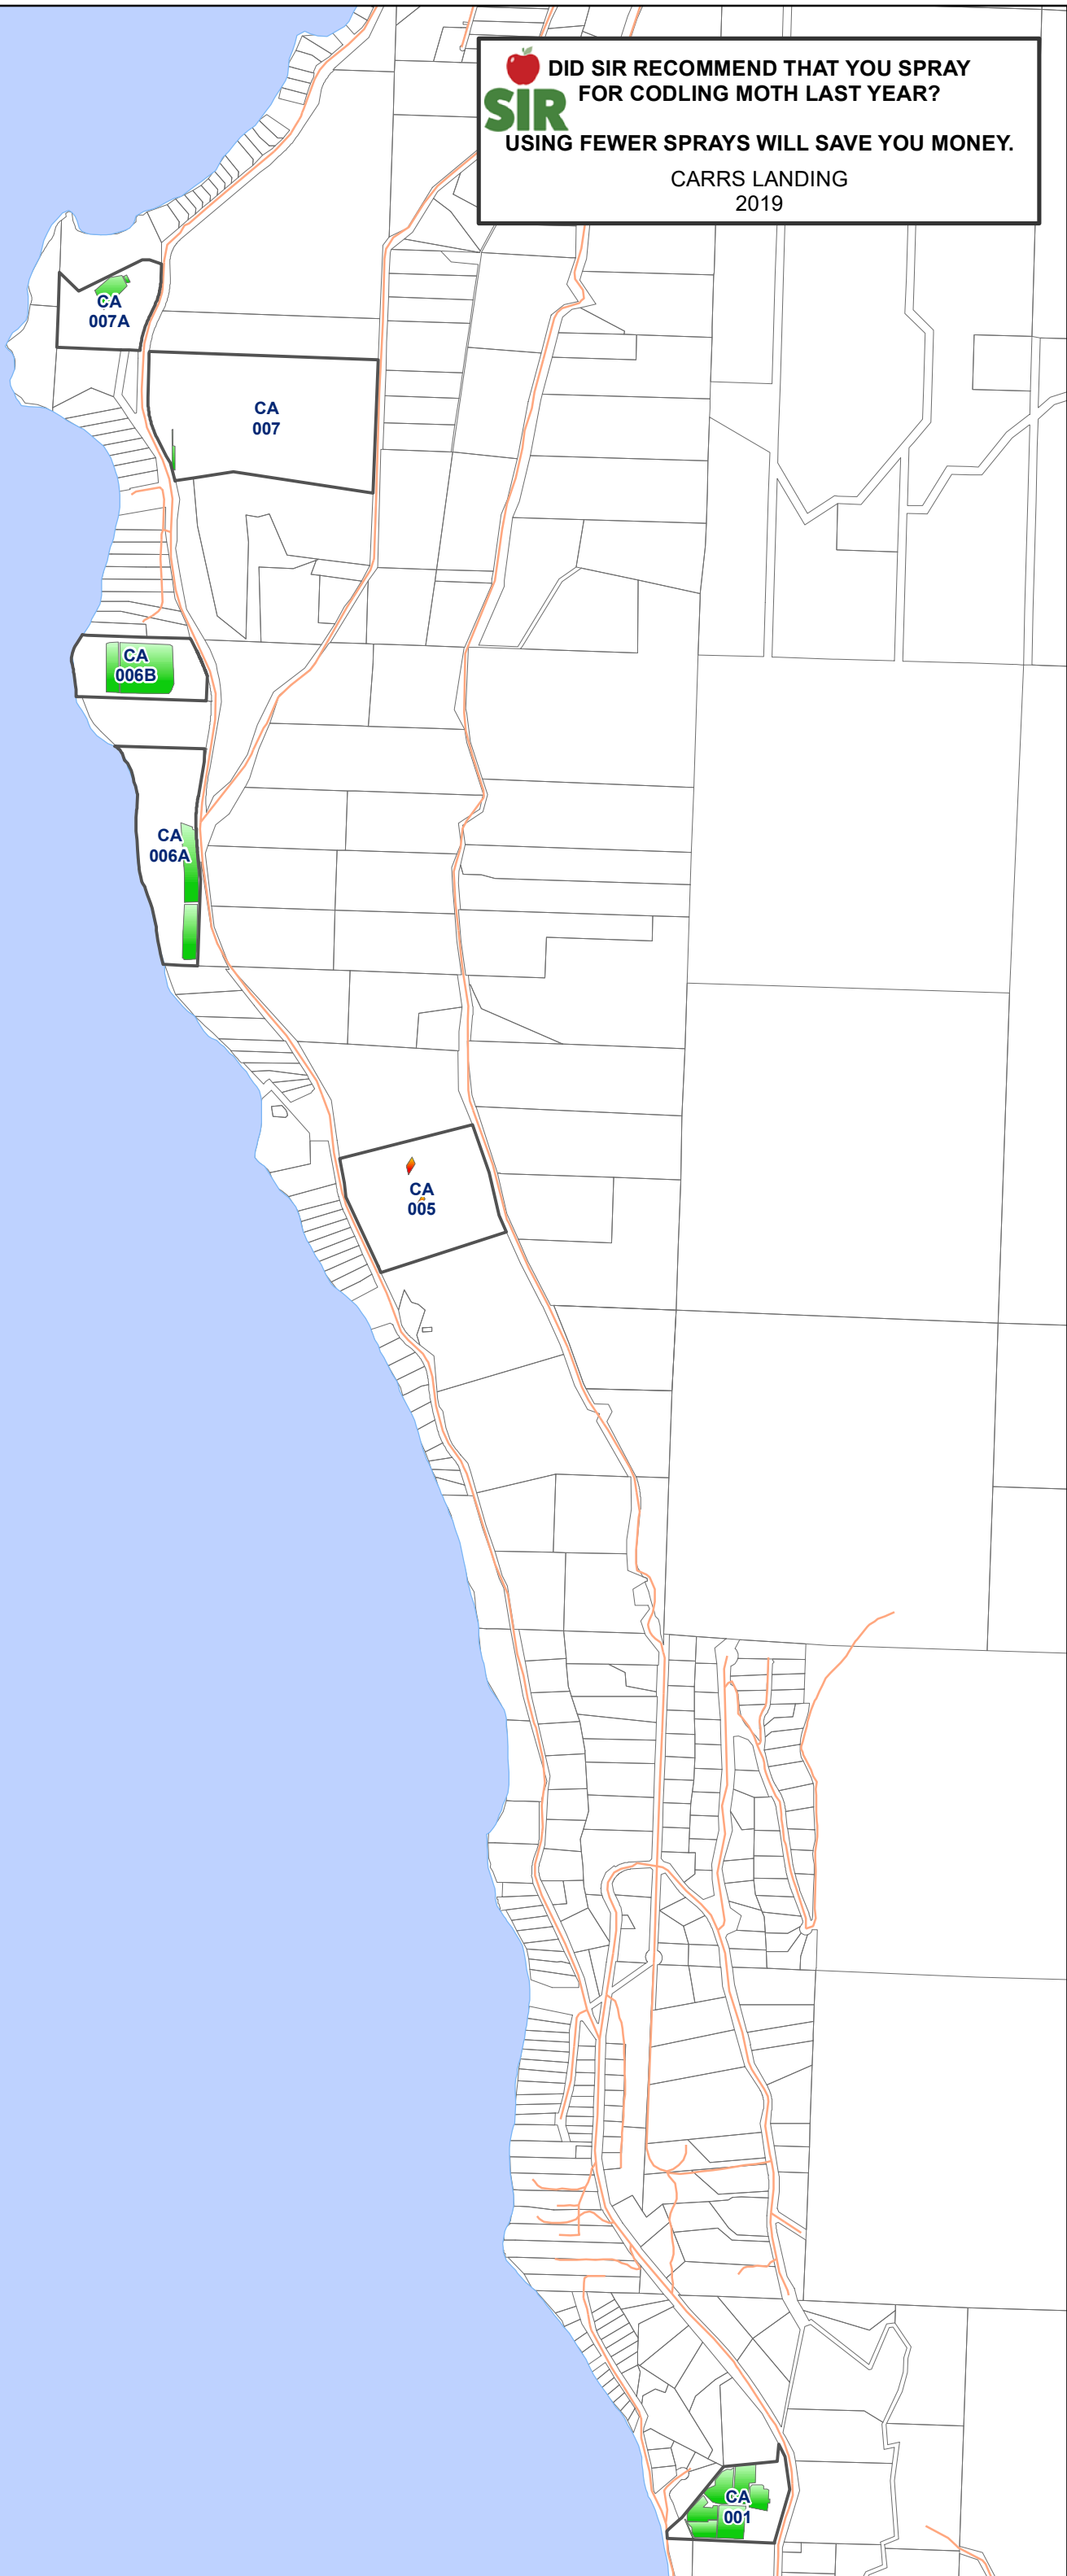 SIR
DID SIR RECOMMEND THAT YOU SPRAY
FOR CODLING MOTH LAST YEAR?
USING FEWER SPRAYS WILL SAVE YOU MONEY.
CARRS LANDING
2019
CA
007A
CA
007
CA
006B
CA
006A
CA
005
CA
001